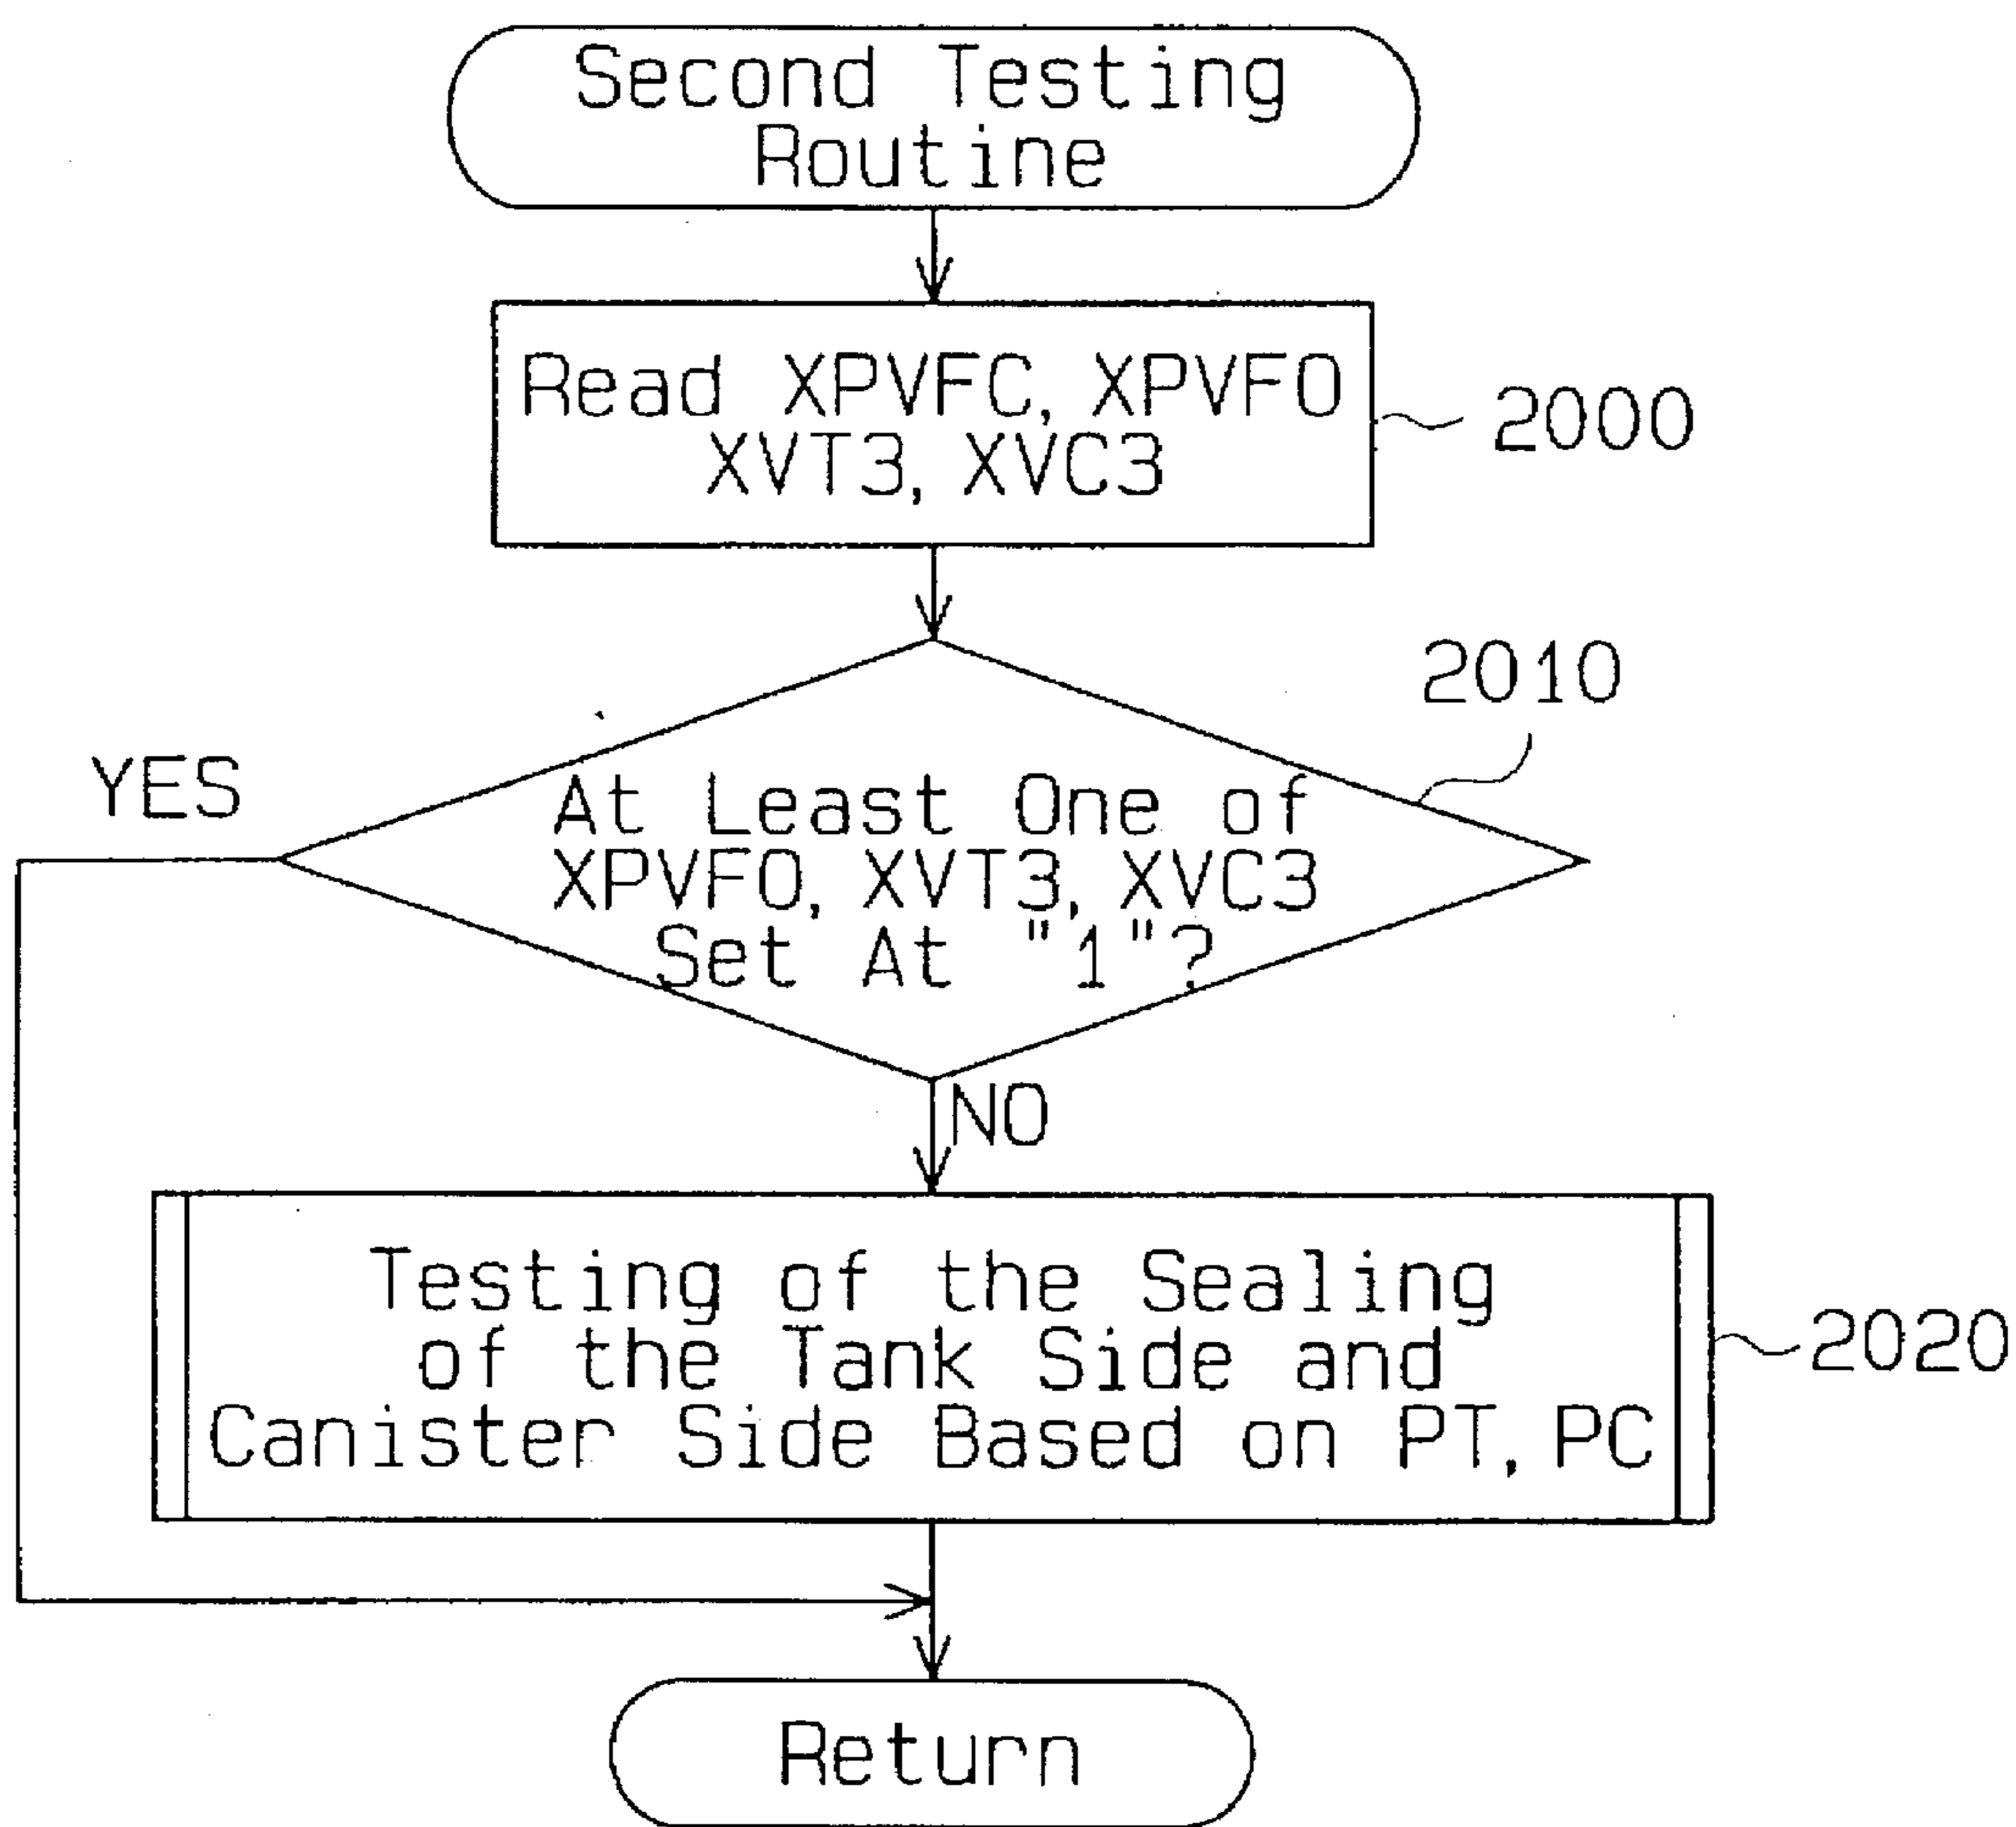 Second Testing
Routine
Read XPVFC, XPVFO
XVT3, XVC3
2000
2010
YES
At Least One of
XPVFO, XVT3, XVC3
Set At "1"?
NO
Testing of the Sealing
of the Tank Side and
Canister Side Based on PT, PC
2020
Return